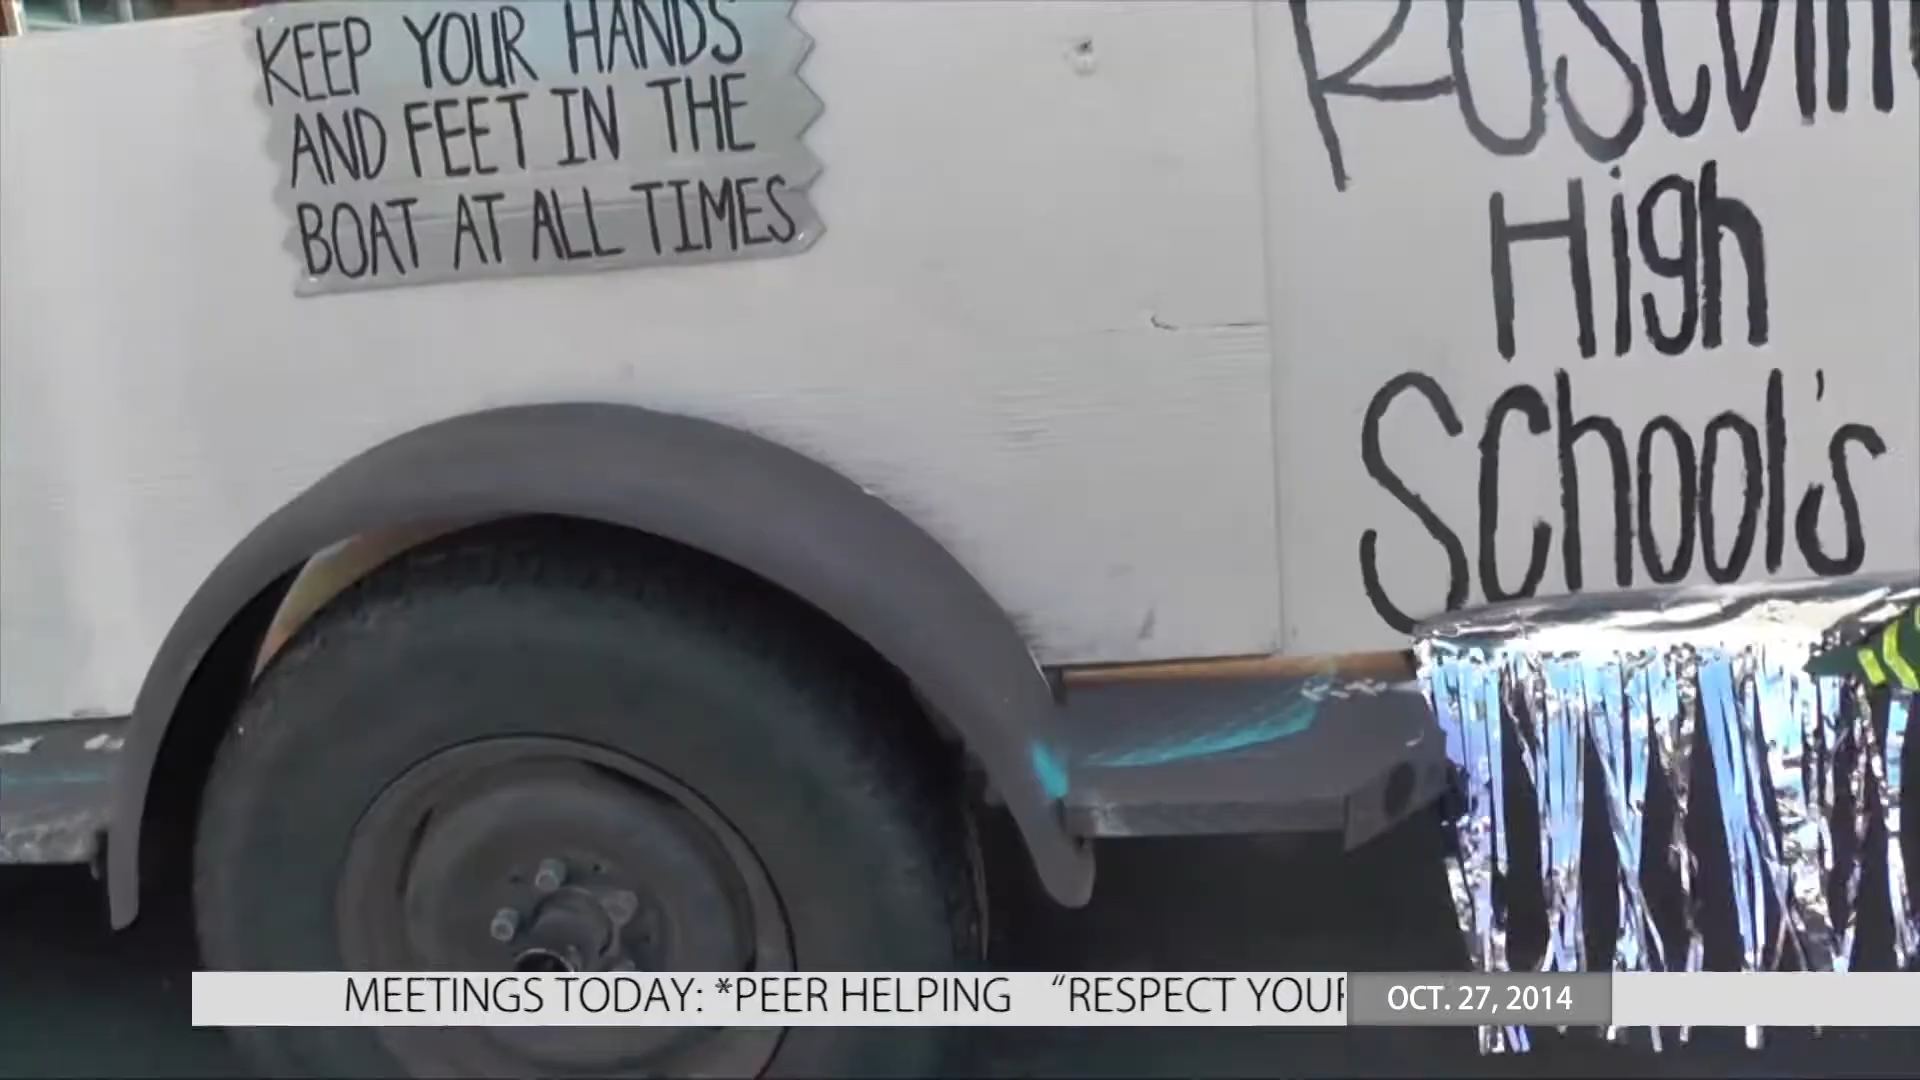 KEEP YOUR HANDS
AND FEET IN THE
BOAT AT ALL TIMES
High
School's
MEETINGS TODAY: *PEER HELPING “RESPECT YOUR
OCT. 27, 2014